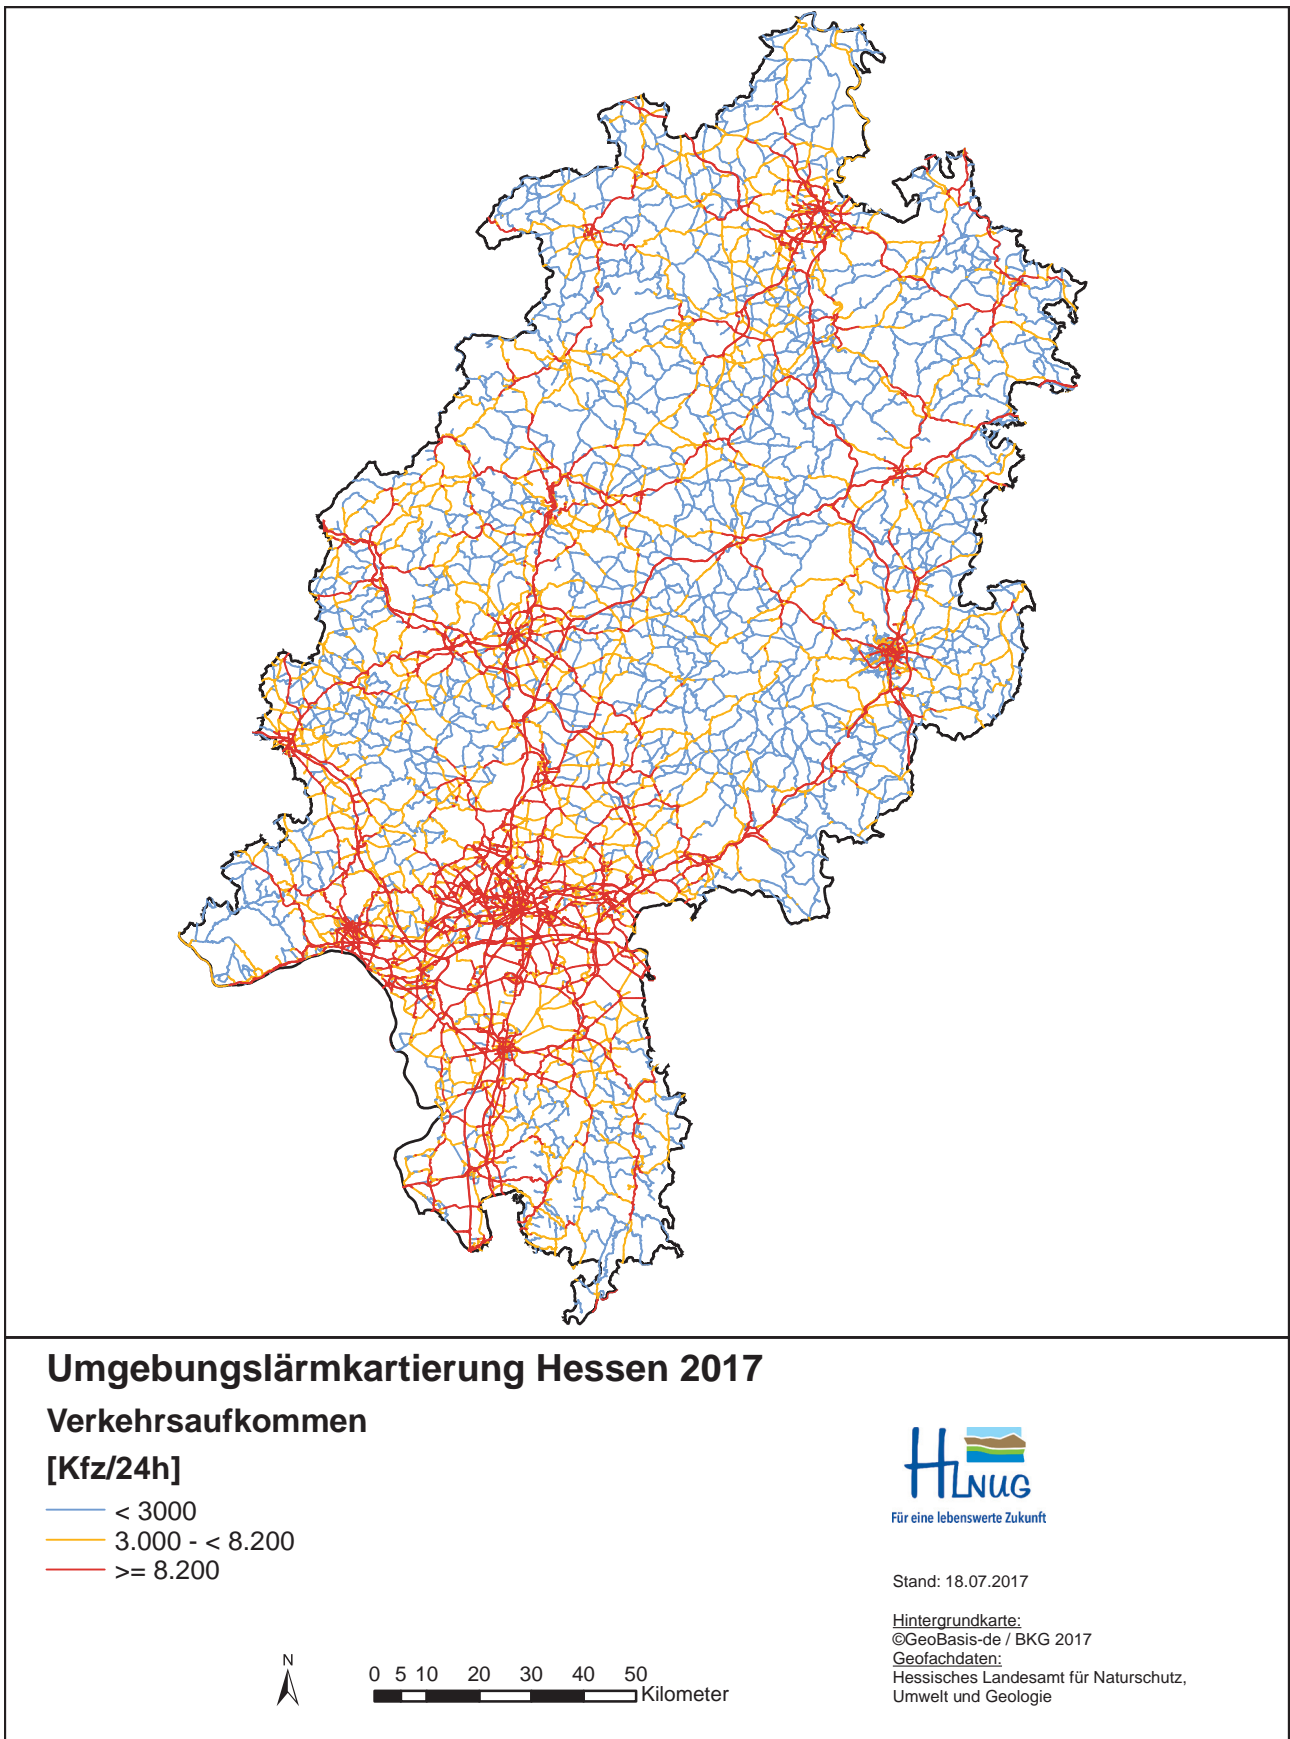 Umgebungslärmkartierung Hessen 2017
Verkehrsaufkommen
[Kfz/24h]
< 3000
3.000 - < 8.200
>= 8.200
N
0 5 10 20 30 40 50
Kilometer
HLNUG
Für eine lebenswerte Zukunft
Stand: 18.07.2017
Hintergrundkarte:
©GeoBasis-de / BKG 2017
Geofachdaten:
Hessisches Landesamt für Naturschutz,
Umwelt und Geologie